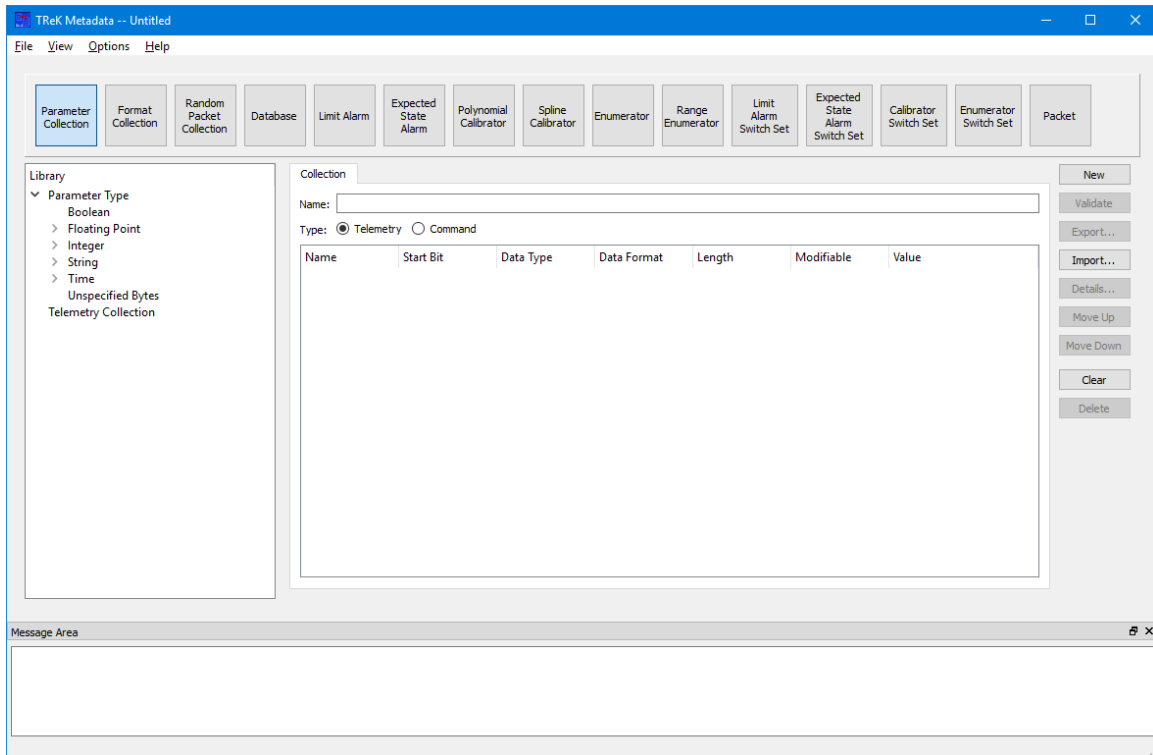 TReK Metadata -- Untitled
File View Options Help
Parameter Collection
Format Collection
Random Packet Collection
Database
Limit Alarm
Expected State Alarm
Polynomial Calibrator
Spline Calibrator
Enumerator
Range Enumerator
Limit Alarm Switch Set
Expected State Alarm Switch Set
Calibrator Switch Set
Enumerator Switch Set
Packet
Library
Parameter Type
Boolean
Floating Point
Integer
String
Time
Unspecified Bytes
Telemetry Collection
Collection
Name:
Type: Telemetry Command
Name Start Bit Data Type Data Format Length Modifiable Value
New
Validate
Export...
Import...
Details...
Move Up
Move Down
Clear
Delete
Message Area